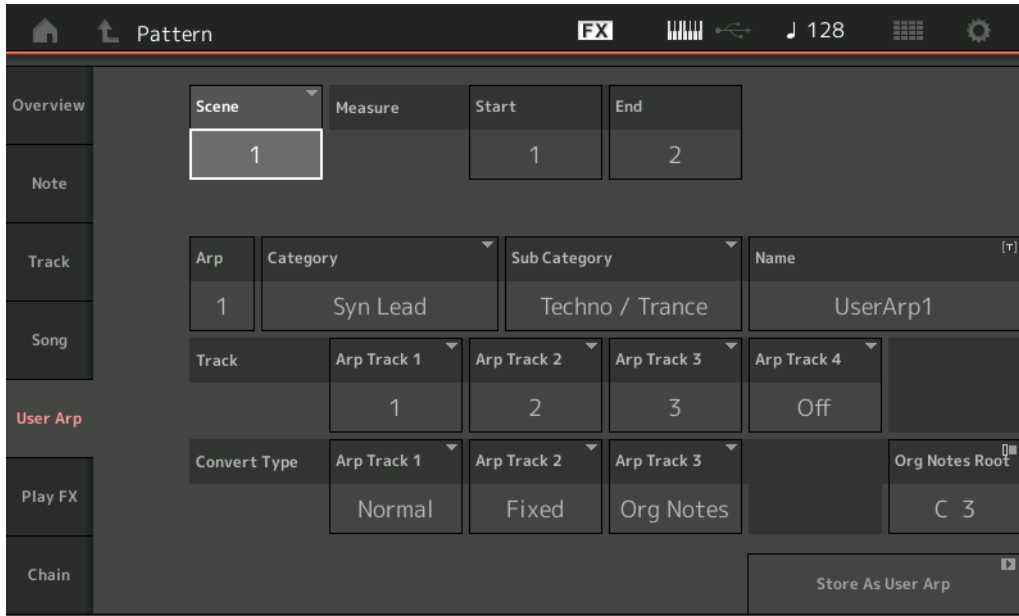 Pattern FX ♩ 128
Overview
Note
Track
Song
User Arp
Play FX
Chain
Scene Measure Start End
1 1 2
Arp Category Sub Category Name [T]
1 Syn Lead Techno / Trance UserArp1
Track Arp Track 1 Arp Track 2 Arp Track 3 Arp Track 4
1 2 3 Off
Convert Type Arp Track 1 Arp Track 2 Arp Track 3 Org Notes Root
Normal Fixed Org Notes C 3
Store As User Arp